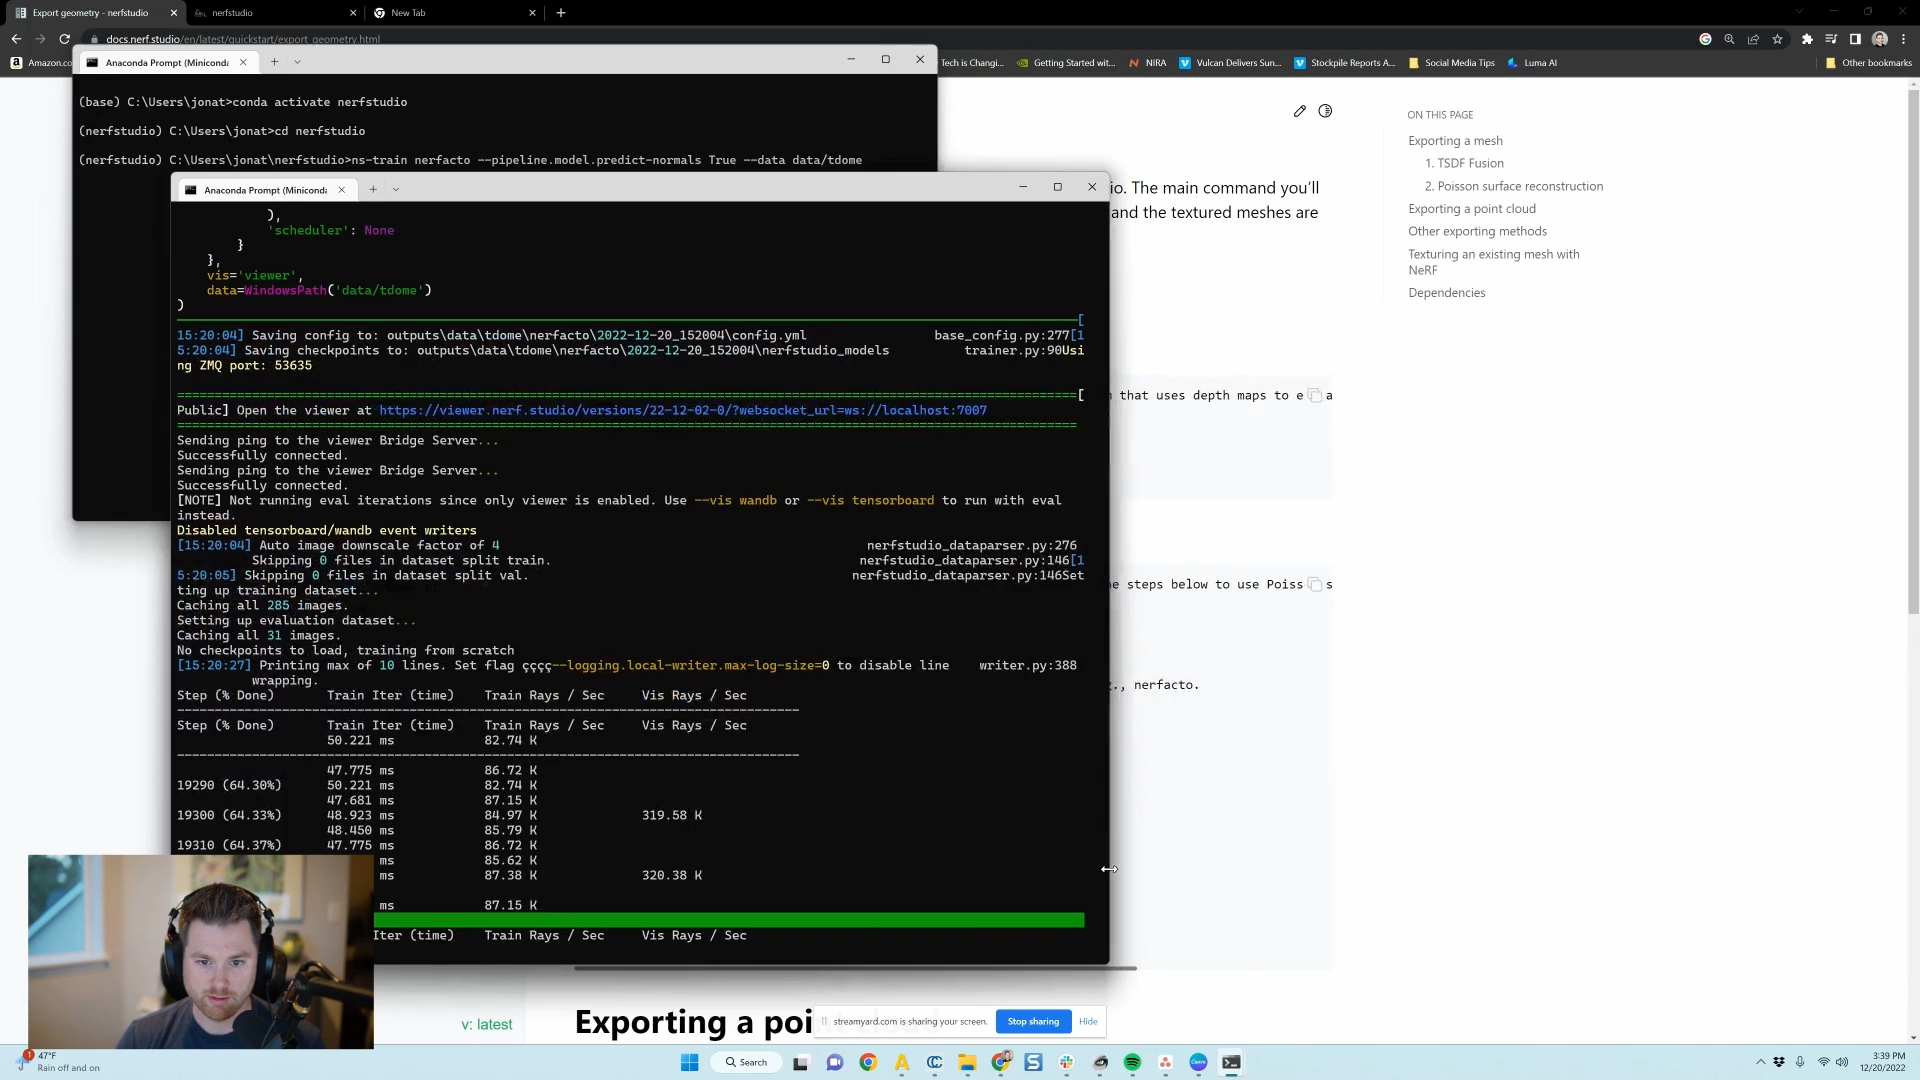 Export geometry - nerfstudio
nerfstudio
New Tab
docs.nerf.studio/en/latest/quickstart/export_geometry.html
Amazon.co
Tech is Changi...
Getting Started wit...
NIRA
Vulcan Delivers Sun...
Stockpile Reports A...
Social Media Tips
Luma AI
Other bookmarks
Anaconda Prompt (Miniconda
(base) C:\Users\jonat>conda activate nerfstudio
(nerfstudio) C:\Users\jonat>cd nerfstudio
(nerfstudio) C:\Users\jonat\nerfstudio>ns-train nerfacto --pipeline.model.predict-normals True --data data/tdome
Anaconda Prompt (Miniconda
),
'scheduler': None
}
},
vis='viewer',
data=WindowsPath('data/tdome')
)
[
15:20:04] Saving config to: outputs\data\tdome\nerfacto\2022-12-20_152004\config.yml base_config.py:277[1
5:20:04] Saving checkpoints to: outputs\data\tdome\nerfacto\2022-12-20_152004\nerfstudio_models trainer.py:90Usi
ng ZMQ port: 53635
[
Public] Open the viewer at https://viewer.nerf.studio/versions/22-12-02-0/?websocket_url=ws://localhost:7007
Sending ping to the viewer Bridge Server...
Successfully connected.
Sending ping to the viewer Bridge Server...
Successfully connected.
[NOTE] Not running eval iterations since only viewer is enabled. Use --vis wandb or --vis tensorboard to run with eval
instead.
Disabled tensorboard/wandb event writers
[15:20:04] Auto image downscale factor of 4 nerfstudio_dataparser.py:276
Skipping 0 files in dataset split train. nerfstudio_dataparser.py:146[1
5:20:05] Skipping 0 files in dataset split val. nerfstudio_dataparser.py:146Set
ting up training dataset...
Caching all 285 images.
Setting up evaluation dataset...
Caching all 31 images.
No checkpoints to load, training from scratch
[15:20:27] Printing max of 10 lines. Set flag çççç--logging.local-writer.max-log-size=0 to disable line writer.py:388
wrapping.
Step (% Done) Train Iter (time) Train Rays / Sec Vis Rays / Sec
Step (% Done) Train Iter (time) Train Rays / Sec Vis Rays / Sec
50.221 ms 82.74 K
47.775 ms 86.72 K
19290 (64.30%) 50.221 ms 82.74 K
47.681 ms 87.15 K
19300 (64.33%) 48.923 ms 84.97 K 319.58 K
48.450 ms 85.79 K
19310 (64.37%) 47.775 ms 86.72 K
ms 85.62 K
ms 87.38 K 320.38 K
ms 87.15 K
Iter (time) Train Rays / Sec Vis Rays / Sec
io. The main command you'll
and the textured meshes are
that uses depth maps to e a
e steps below to use Poiss s
., nerfacto.
ON THIS PAGE
Exporting a mesh
1. TSDF Fusion
2. Poisson surface reconstruction
Exporting a point cloud
Other exporting methods
Texturing an existing mesh with
NeRF
Dependencies
v: latest
Exporting a poi
streamyard.com is sharing your screen.
Stop sharing
Hide
1
47°F
Rain off and on
Search
3:39 PM
12/20/2022